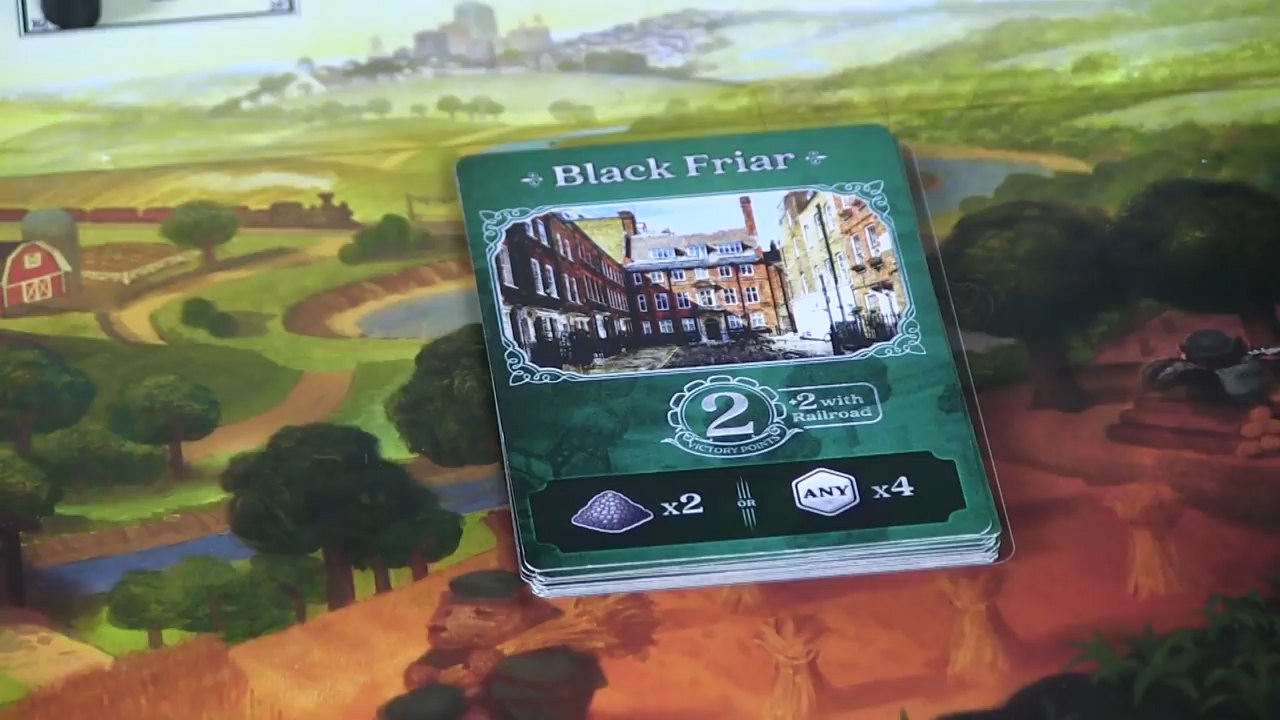 Black Friar
2
+2 with
Railroad
VICTORY POINTS
x2
OR
ANY
x4